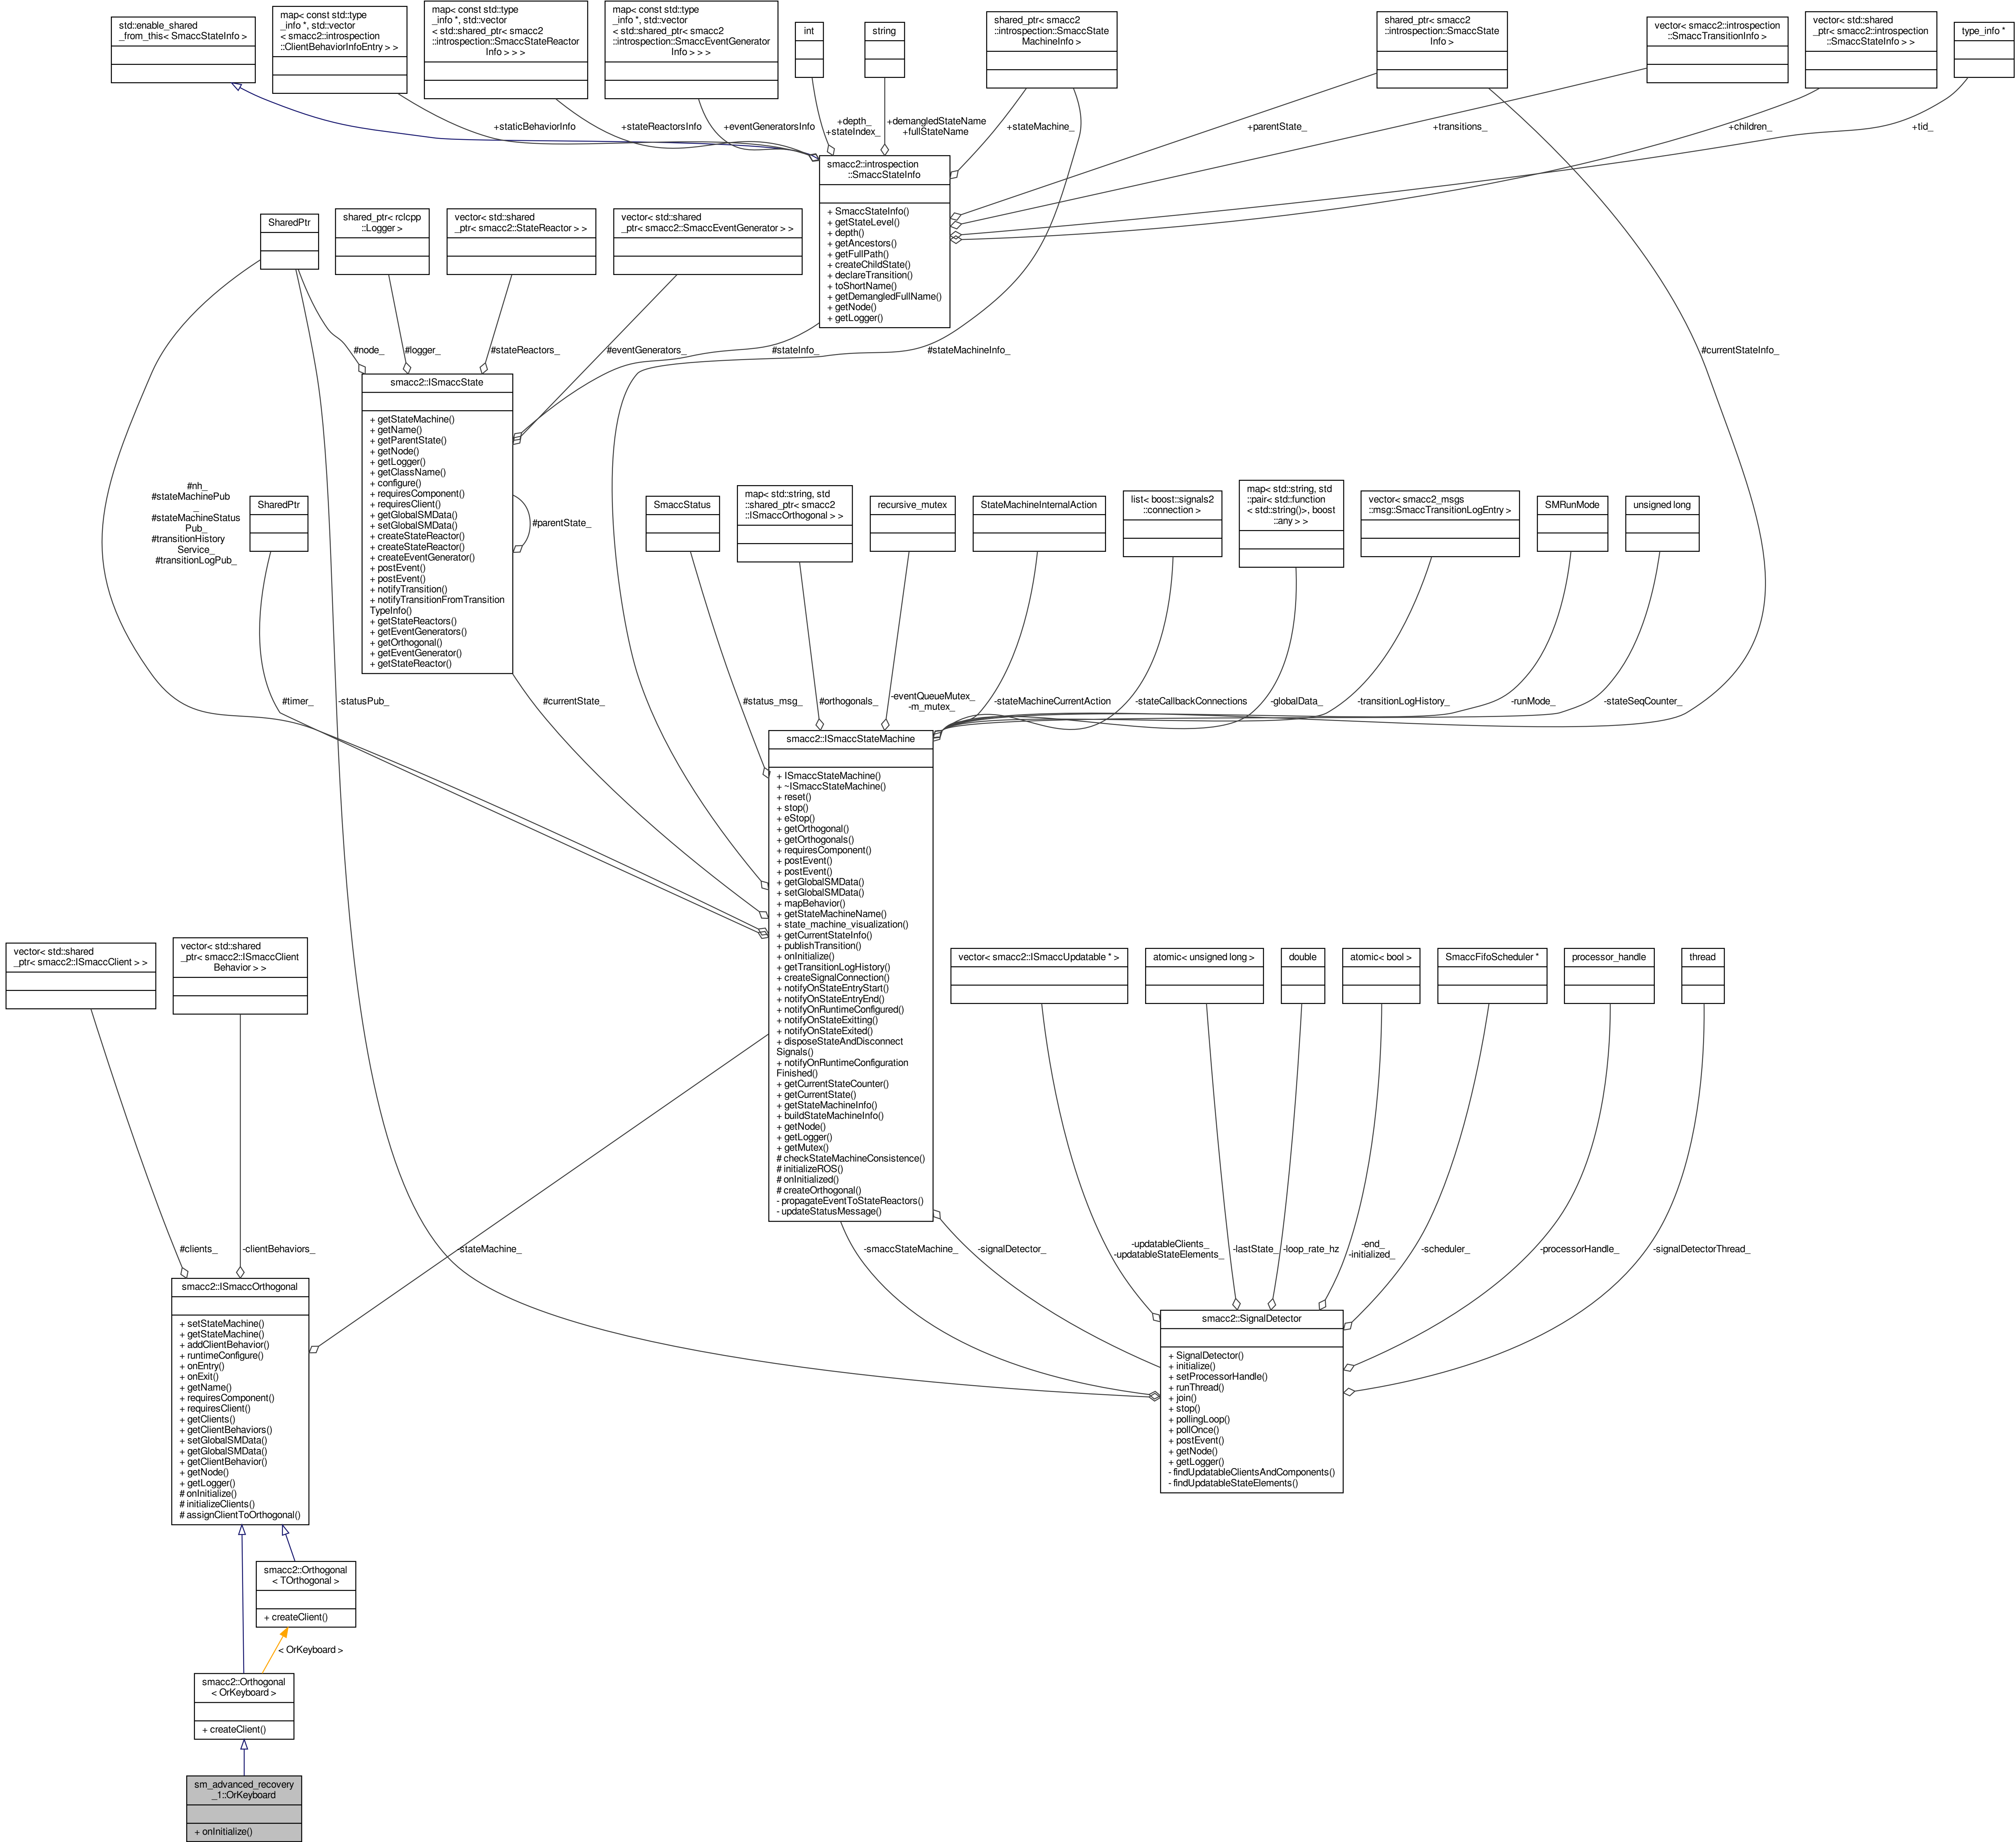 std::enable_shared
_from_this< SmaccStateInfo >
map< const std::type
_info *, std::vector
< smacc2::introspection
::ClientBehaviorInfoEntry > >
map< const std::type
_info *, std::vector
< std::shared_ptr< smacc2
::introspection::SmaccStateReactor
Info > > >
map< const std::type
_info *, std::vector
< std::shared_ptr< smacc2
::introspection::SmaccEventGenerator
Info > > >
int
string
shared_ptr< smacc2
::introspection::SmaccState
MachineInfo >
shared_ptr< smacc2
::introspection::SmaccState
Info >
vector< smacc2::introspection
::SmaccTransitionInfo >
vector< std::shared
_ptr< smacc2::introspection
::SmaccStateInfo > >
type_info *
+staticBehaviorInfo
+stateReactorsInfo
+eventGeneratorsInfo
+depth_
+stateIndex_
+demangledStateName
+fullStateName
+stateMachine_
+parentState_
+transitions_
+children_
+tid_
smacc2::introspection
::SmaccStateInfo
+ SmaccStateInfo()
+ getStateLevel()
+ depth()
+ getAncestors()
+ getFullPath()
+ createChildState()
+ declareTransition()
+ toShortName()
+ getDemangledFullName()
+ getNode()
+ getLogger()
SharedPtr
shared_ptr< rclcpp
::Logger >
vector< std::shared
_ptr< smacc2::StateReactor > >
vector< std::shared
_ptr< smacc2::SmaccEventGenerator > >
#node_
#logger_
#stateReactors_
#eventGenerators_
#stateInfo_
#stateMachineInfo_
#currentStateInfo_
smacc2::ISmaccState
+ getStateMachine()
+ getName()
+ getParentState()
+ getNode()
+ getLogger()
+ getClassName()
+ configure()
+ requiresComponent()
+ requiresClient()
+ getGlobalSMData()
+ setGlobalSMData()
+ createStateReactor()
+ createStateReactor()
+ createEventGenerator()
+ postEvent()
+ postEvent()
+ notifyTransition()
+ notifyTransitionFromTransition
TypeInfo()
+ getStateReactors()
+ getEventGenerators()
+ getOrthogonal()
+ getEventGenerator()
+ getStateReactor()
#parentState_
#nh_
#stateMachinePub
_
#stateMachineStatus
Pub_
#transitionHistory
Service_
#transitionLogPub_
SharedPtr
SmaccStatus
map< std::string, std
::shared_ptr< smacc2
::ISmaccOrthogonal > >
recursive_mutex
StateMachineInternalAction
list< boost::signals2
::connection >
map< std::string, std
::pair< std::function
< std::string()>, boost
::any > >
vector< smacc2_msgs
::msg::SmaccTransitionLogEntry >
SMRunMode
unsigned long
#timer_
-statusPub_
#currentState_
#status_msg_
#orthogonals_
-eventQueueMutex_
-m_mutex_
-stateMachineCurrentAction
-stateCallbackConnections
-globalData_
-transitionLogHistory_
-runMode_
-stateSeqCounter_
smacc2::ISmaccStateMachine
+ ISmaccStateMachine()
+ ~ISmaccStateMachine()
+ reset()
+ stop()
+ eStop()
+ getOrthogonal()
+ getOrthogonals()
+ requiresComponent()
+ postEvent()
+ postEvent()
+ getGlobalSMData()
+ setGlobalSMData()
+ mapBehavior()
+ getStateMachineName()
+ state_machine_visualization()
+ getCurrentStateInfo()
+ publishTransition()
+ onInitialize()
+ getTransitionLogHistory()
+ createSignalConnection()
+ notifyOnStateEntryStart()
+ notifyOnStateEntryEnd()
+ notifyOnRuntimeConfigured()
+ notifyOnStateExitting()
+ notifyOnStateExited()
+ disposeStateAndDisconnect
Signals()
+ notifyOnRuntimeConfiguration
Finished()
+ getCurrentStateCounter()
+ getCurrentState()
+ getStateMachineInfo()
+ buildStateMachineInfo()
+ getNode()
+ getLogger()
+ getMutex()
# checkStateMachineConsistence()
# initializeROS()
# onInitialized()
# createOrthogonal()
- propagateEventToStateReactors()
- updateStatusMessage()
vector< std::shared
_ptr< smacc2::ISmaccClient > >
vector< std::shared
_ptr< smacc2::ISmaccClient
Behavior > >
vector< smacc2::ISmaccUpdatable * >
atomic< unsigned long >
double
atomic< bool >
SmaccFifoScheduler *
processor_handle
thread
#clients_
-clientBehaviors_
-stateMachine_
-smaccStateMachine_
-signalDetector_
-updatableClients_
-updatableStateElements_
-lastState_
-loop_rate_hz
-end_
-initialized_
-scheduler_
-processorHandle_
-signalDetectorThread_
smacc2::ISmaccOrthogonal
+ setStateMachine()
+ getStateMachine()
+ addClientBehavior()
+ runtimeConfigure()
+ onEntry()
+ onExit()
+ getName()
+ requiresComponent()
+ requiresClient()
+ getClients()
+ getClientBehaviors()
+ setGlobalSMData()
+ getGlobalSMData()
+ getClientBehavior()
+ getNode()
+ getLogger()
# onInitialize()
# initializeClients()
# assignClientToOrthogonal()
smacc2::SignalDetector
+ SignalDetector()
+ initialize()
+ setProcessorHandle()
+ runThread()
+ join()
+ stop()
+ pollingLoop()
+ pollOnce()
+ postEvent()
+ getNode()
+ getLogger()
- findUpdatableClientsAndComponents()
- findUpdatableStateElements()
smacc2::Orthogonal
< TOrthogonal >
+ createClient()
< OrKeyboard >
smacc2::Orthogonal
< OrKeyboard >
+ createClient()
sm_advanced_recovery
_1::OrKeyboard
+ onInitialize()